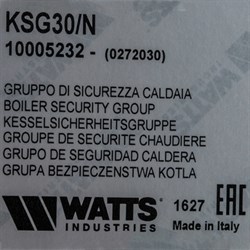 KSG30/N
10005232 - (0272030)
GRUPPO DI SICUREZZA CALDAIA
BOILER SECURITY GROUP
KESSELSICHERHEITSGRUPPE
GROUPE DE SECURITE CHAUDIERE
GRUPO DE SEGURIDAD CALDERA
GRUPA BEZPIECZENSTWA KOTLA
WATTS 1627 EAC
INDUSTRIES Made in Italy